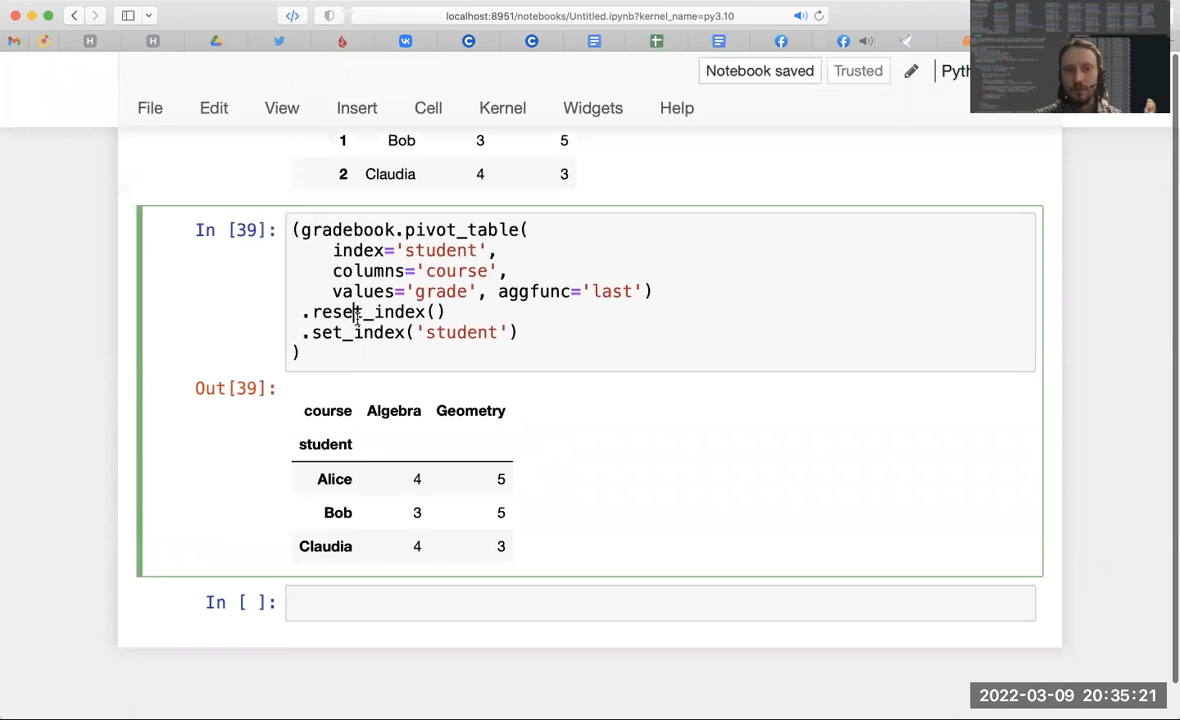 localhost:8951/notebooks/Untitled.ipynb?kernel_name=py3.10
Notebook saved
Trusted
Pyth
File Edit View Insert Cell Kernel Widgets Help
1 Bob 3 5
2 Claudia 4 3
In [39]:
(gradebook.pivot_table(
index='student',
columns='course',
values='grade', aggfunc='last')
.reset_index()
.set_index('student')
)
Out[39]:
course Algebra Geometry
student
Alice 4 5
Bob 3 5
Claudia 4 3
In [ ]:
2022-03-09 20:35:21